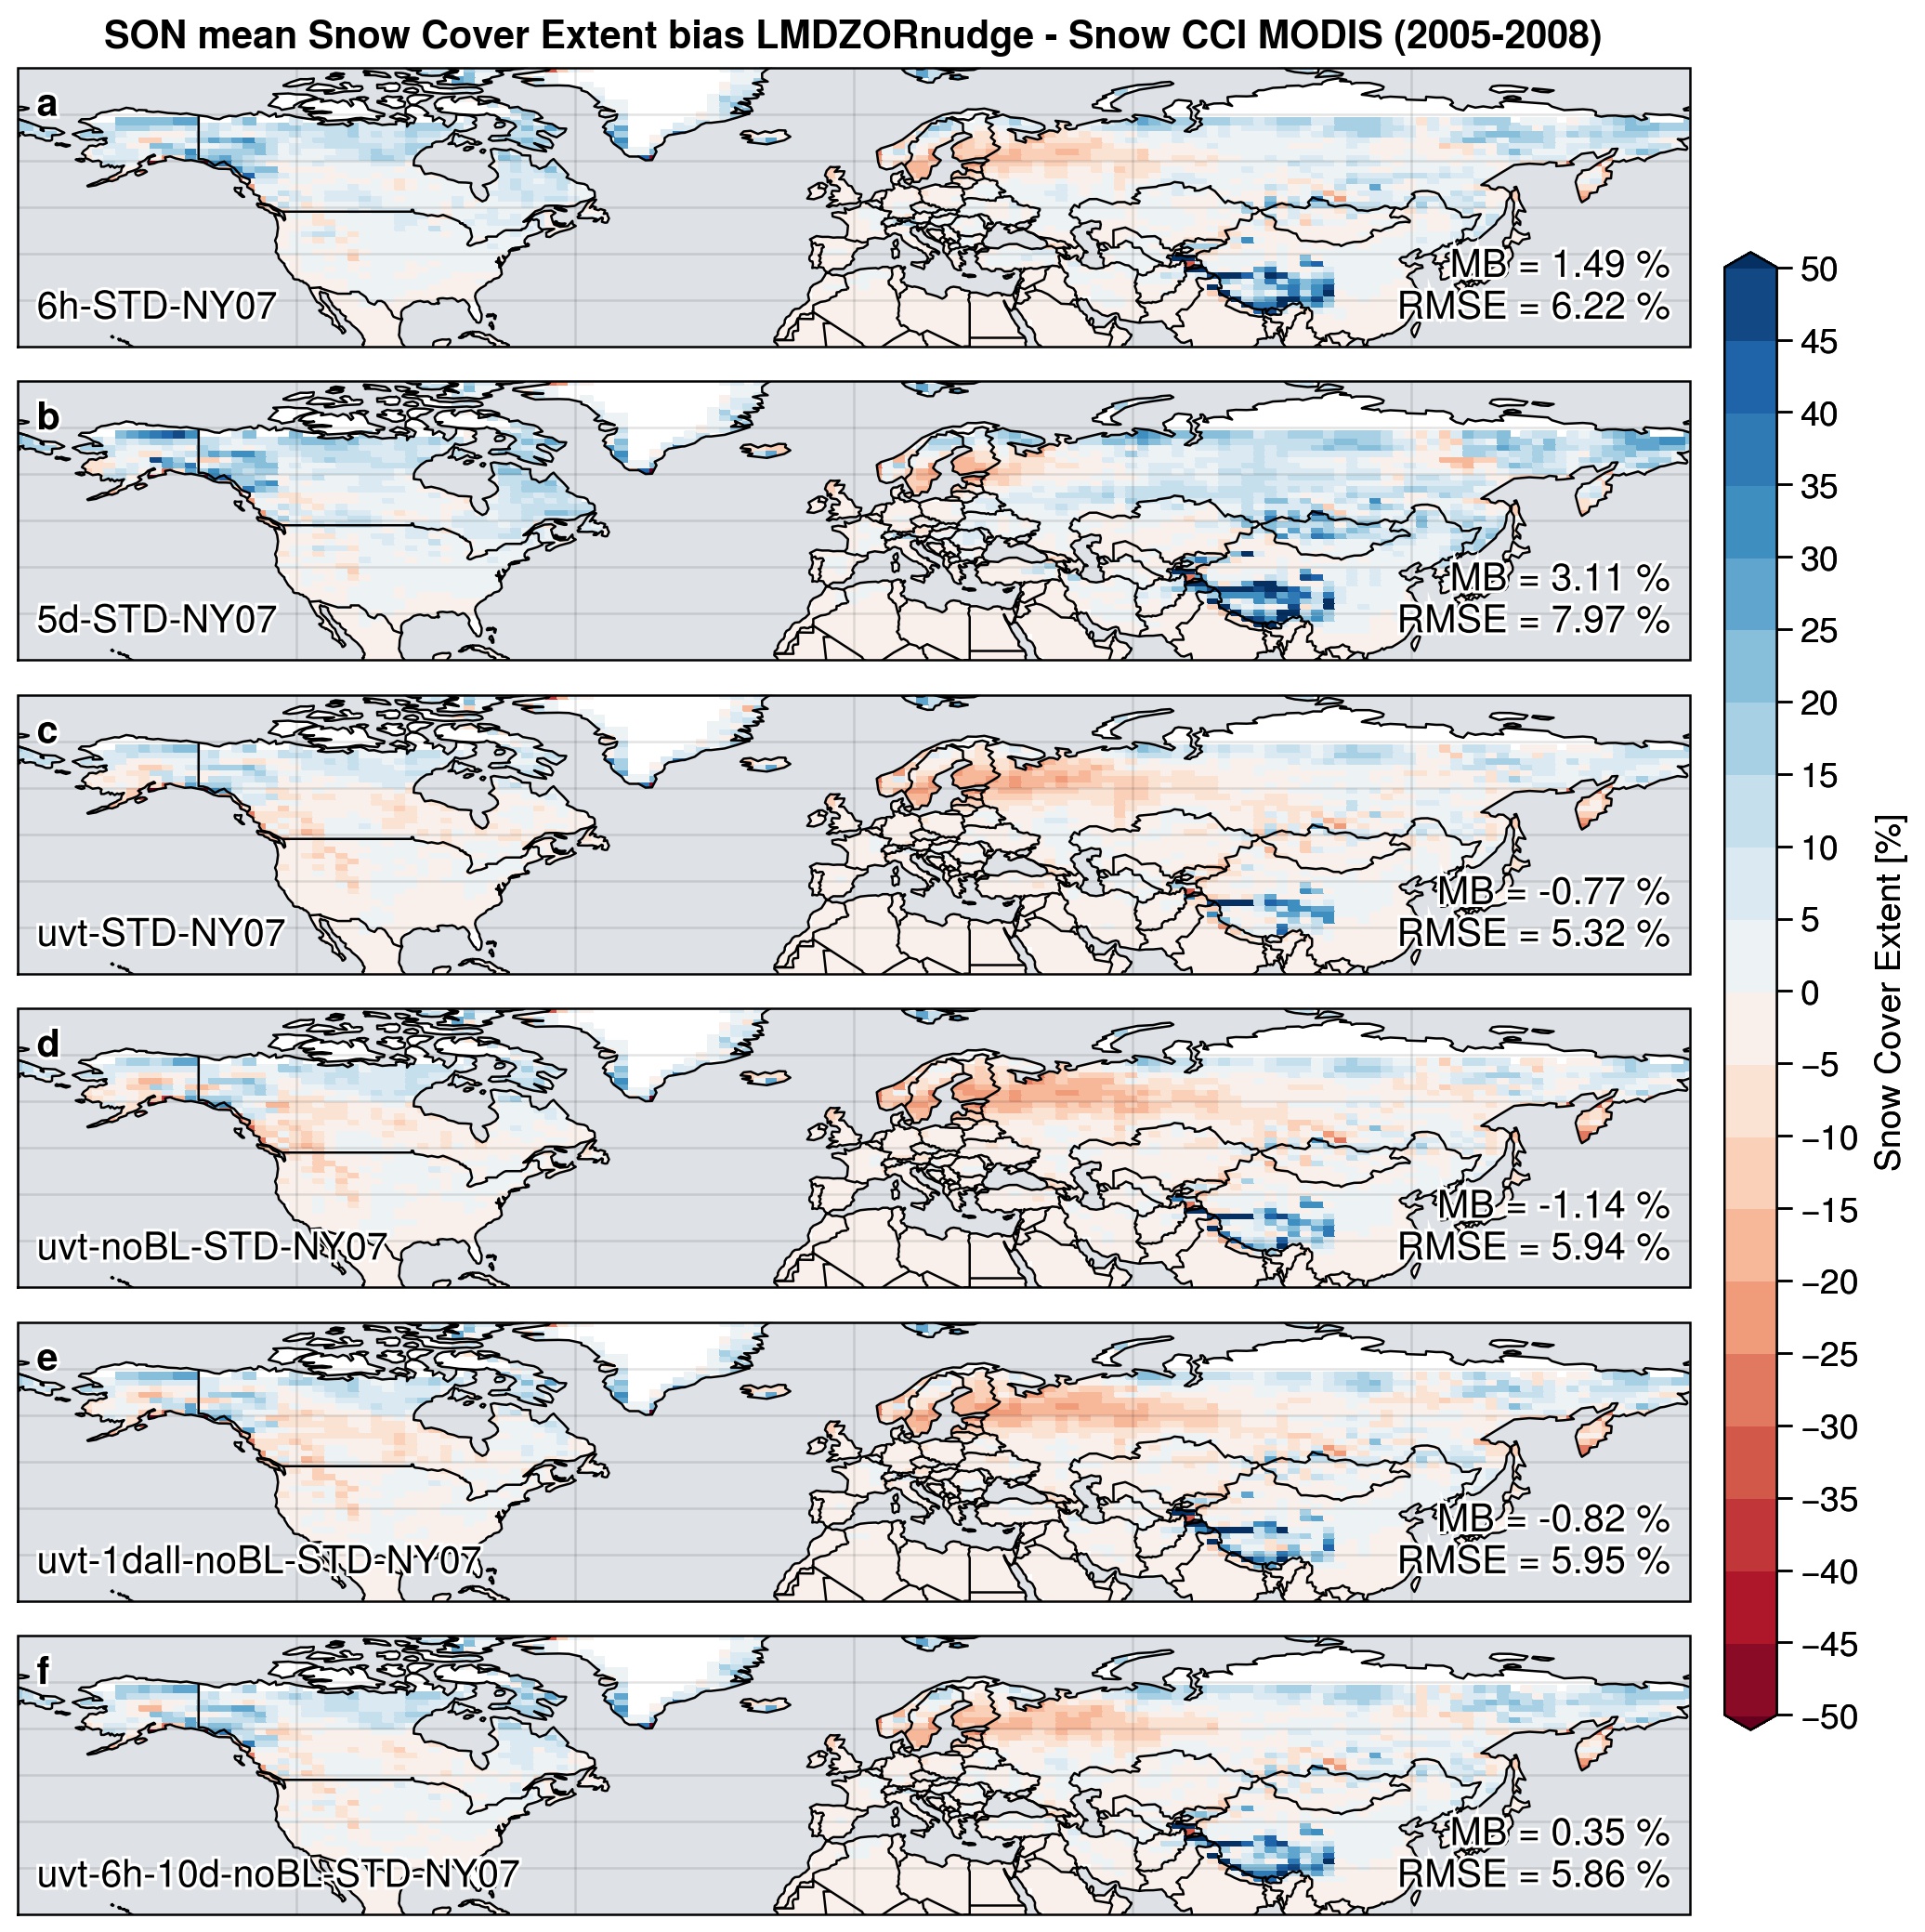 SON mean Snow Cover Extent bias LMDZORnudge - Snow CCI MODIS (2005-2008)
a
MB = 1.49 %
6h-STD-NY07
RMSE = 6.22 %
b
MB = 3.11 %
5d-STD-NY07
RMSE = 7.97 %
c
MB = -0.77 %
uvt-STD-NY07
RMSE = 5.32 %
d
MB = -1.14 %
uvt-noBL-STD-NY07
RMSE = 5.94 %
e
MB = -0.82 %
uvt-1dall-noBL-STD-NY07
RMSE = 5.95 %
f
MB = 0.35 %
uvt-6h-10d-noBL-STD-NY07
RMSE = 5.86 %
50
45
40
35
30
25
20
15
10
5
0
−5
−10
−15
−20
−25
−30
−35
−40
−45
−50
Snow Cover Extent [%]